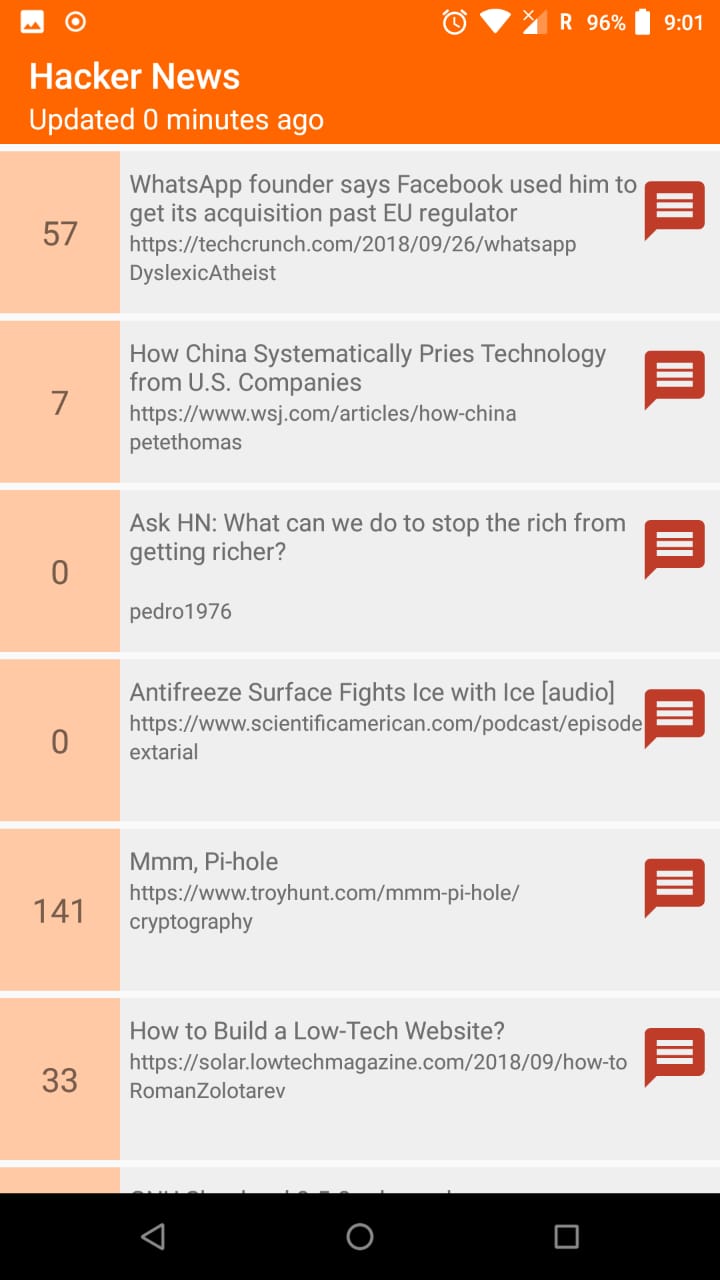 R 96% 9:01
Hacker News
Updated 0 minutes ago
57
WhatsApp founder says Facebook used him to
get its acquisition past EU regulator
https://techcrunch.com/2018/09/26/whatsapp
DyslexicAtheist
7
How China Systematically Pries Technology
from U.S. Companies
https://www.wsj.com/articles/how-china
petethomas
0
Ask HN: What can we do to stop the rich from
getting richer?
pedro1976
0
Antifreeze Surface Fights Ice with Ice [audio]
https://www.scientificamerican.com/podcast/episode
extarial
141
Mmm, Pi-hole
https://www.troyhunt.com/mmm-pi-hole/
cryptography
33
How to Build a Low-Tech Website?
https://solar.lowtechmagazine.com/2018/09/how-to
RomanZolotarev